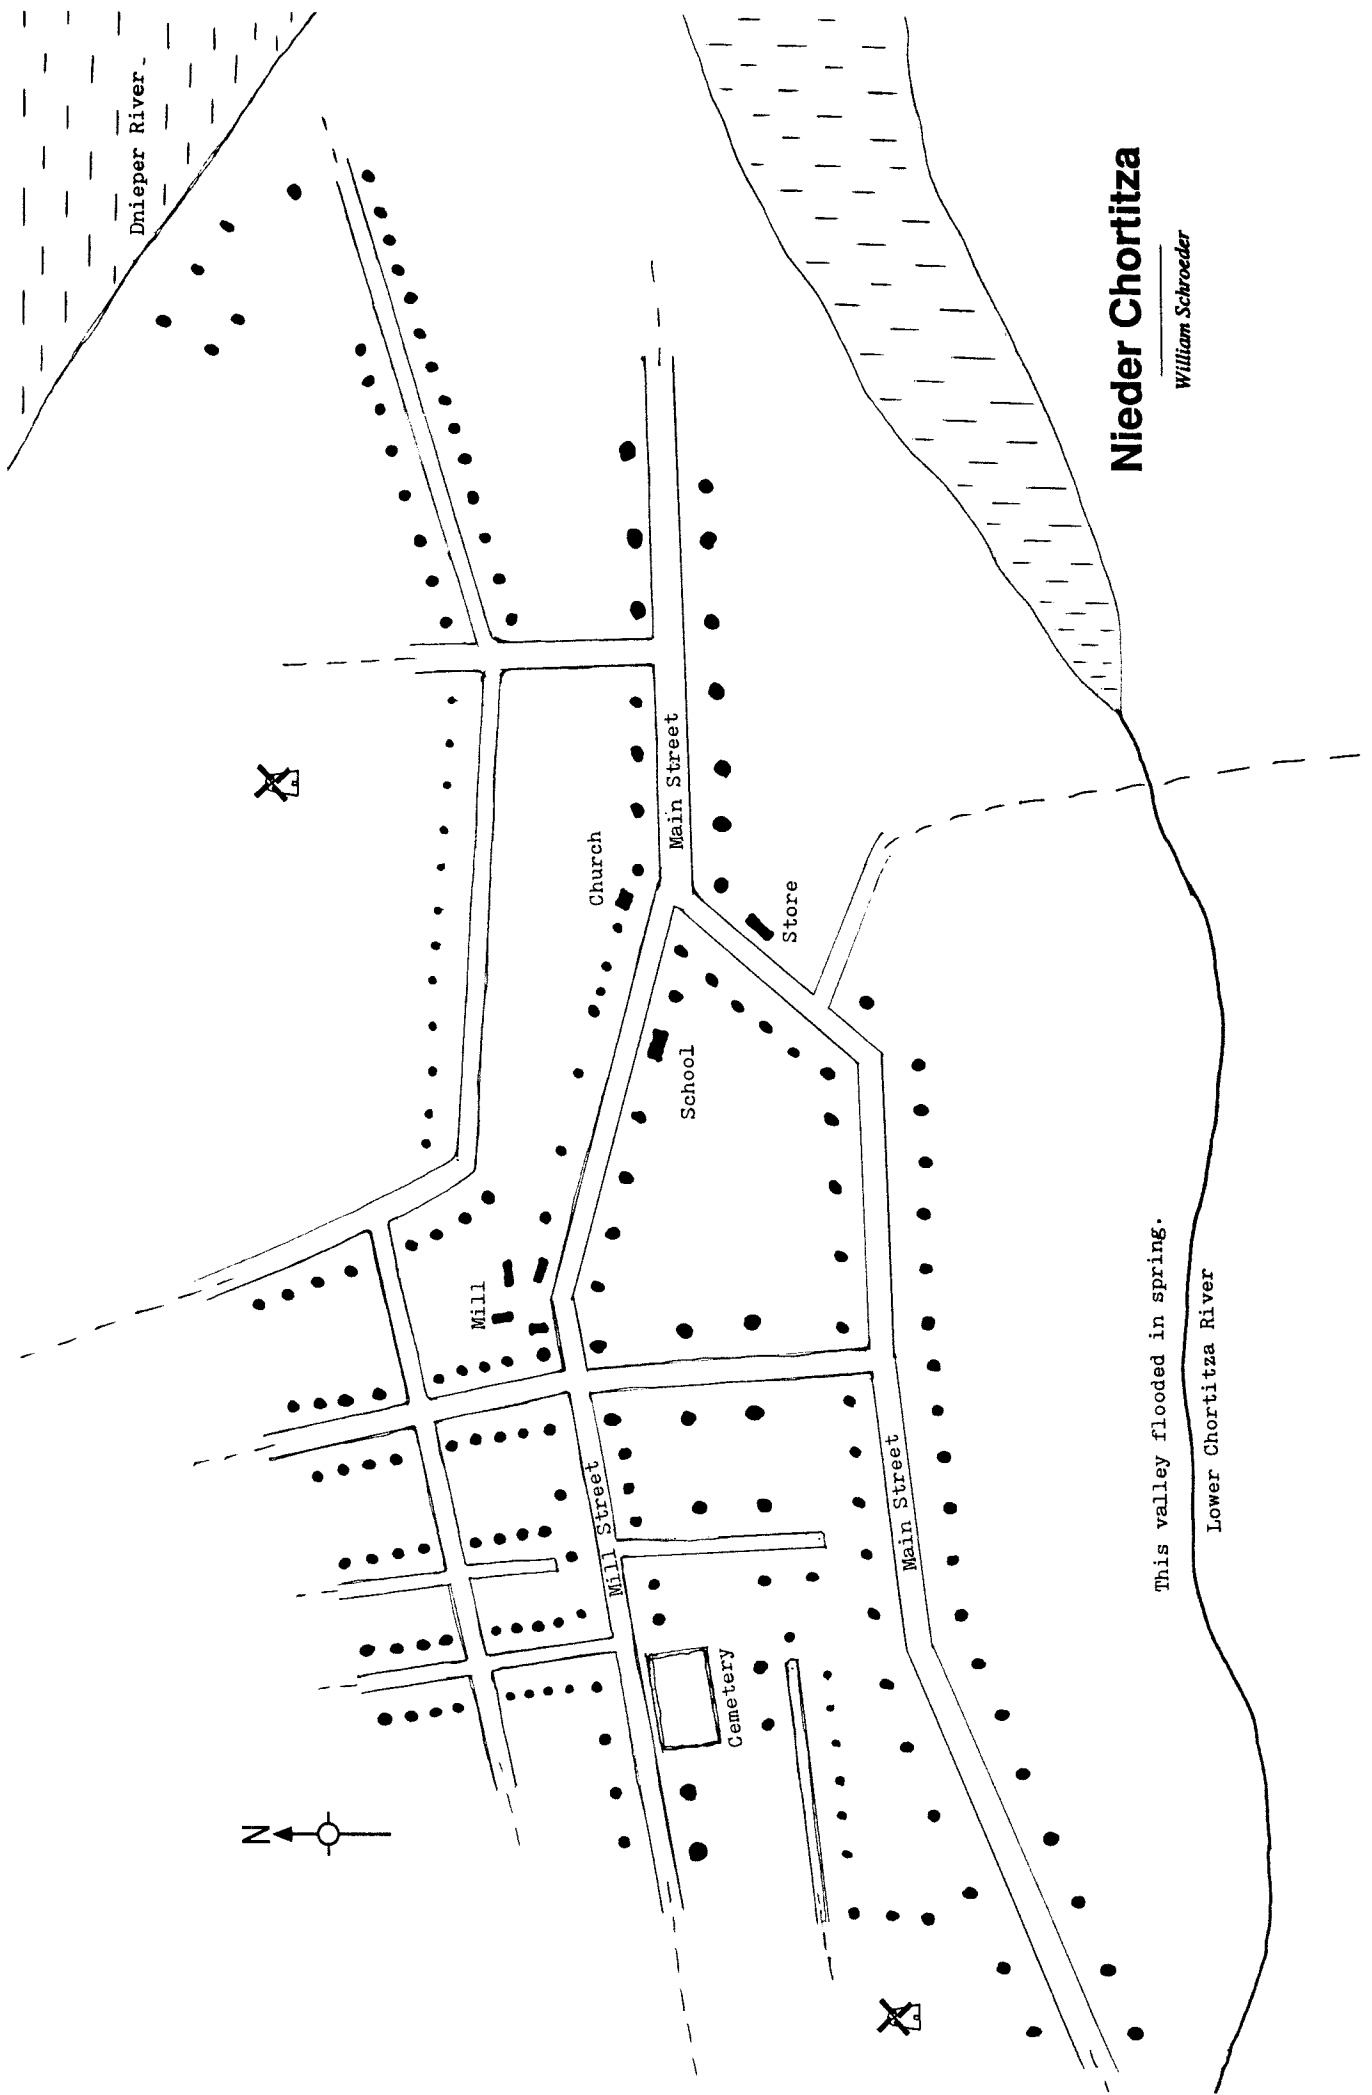 Dnieper River
N
Mill
Church
Main Street
Store
School
Mill Street
Cemetery
Main Street
This valley flooded in spring.
Lower Chortitza River
Nieder Chortitza
William Schroeder